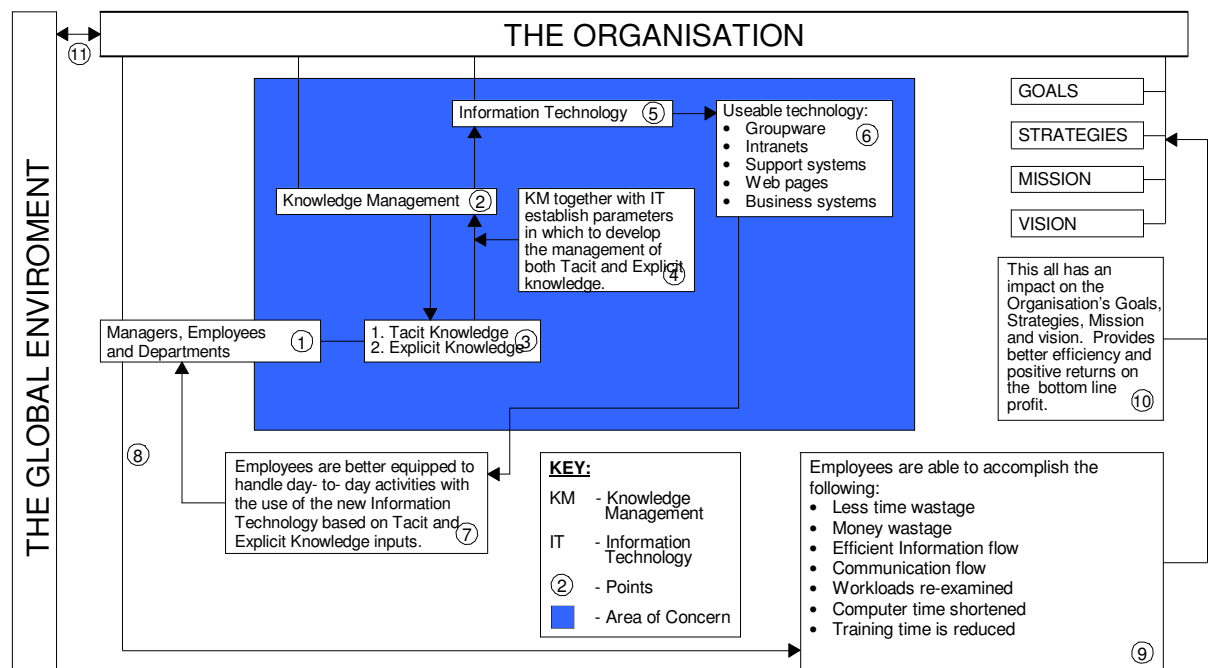 THE GLOBAL ENVIROMENT
11
THE ORGANISATION
Information Technology 5
Useable technology:
• Groupware
• Intranets
• Support systems
• Web pages
• Business systems
6
GOALS
STRATEGIES
MISSION
VISION
Knowledge Management 2
KM together with IT
establish parameters
in which to develop
the management of
both Tacit and Explicit
knowledge.
4
Managers, Employees
and Departments
1
1. Tacit Knowledge
2. Explicit Knowledge
3
This all has an
impact on the
Organisation's Goals,
Strategies, Mission
and vision. Provides
better efficiency and
positive returns on
the bottom line
profit.
10
8
Employees are better equipped to
handle day- to- day activities with
the use of the new Information
Technology based on Tacit and
Explicit Knowledge inputs.
7
KEY:
KM - Knowledge
Management
IT - Information
Technology
2 - Points
- Area of Concern
Employees are able to accomplish the
following:
• Less time wastage
• Money wastage
• Efficient Information flow
• Communication flow
• Workloads re-examined
• Computer time shortened
• Training time is reduced
9